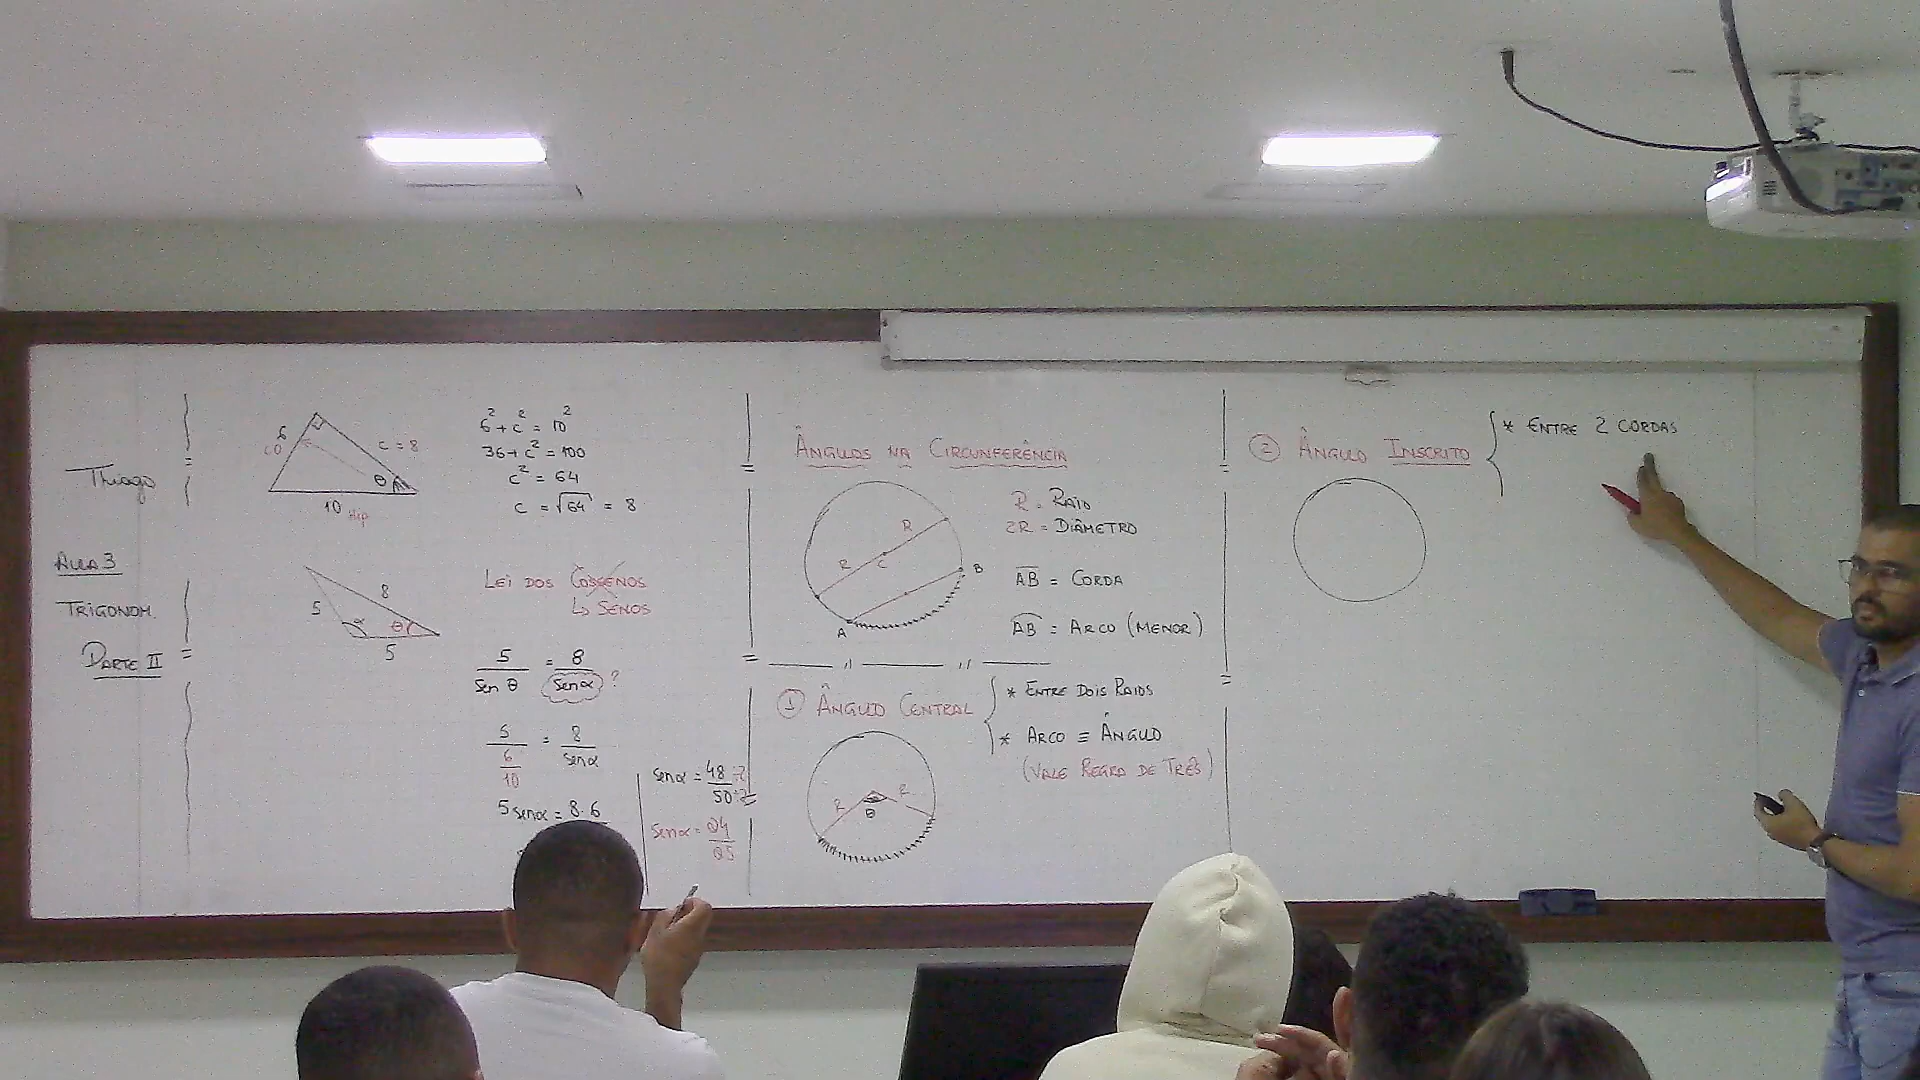 Thiago
AULA 3
TRIGONOM.
PARTE II
6
CO
c = 8
θ
10 Hip
6² + c² = 10²
36 + c² = 100
c² = 64
c = √64 = 8
5
8
α
θ
5
LEI DOS COSSENOS
↳ SENOS
5/sen θ = 8/sen α ?
5/(6/10) = 8/sen α
5 sen α = 8.6
sen α = 48÷2/50÷2
sen α = 24/25
ÂNGULOS NA CIRCUNFERÊNCIA
R
R
C
A
B
R = RAIO
2R = DIÂMETRO
AB = CORDA
AB = ARCO (MENOR)
① ÂNGULO CENTRAL
* ENTRE DOIS RAIOS
* ARCO ≡ ÂNGULO
(VALE REGRA DE TRÊS)
R
R
θ
② ÂNGULO INSCRITO
* ENTRE 2 CORDAS